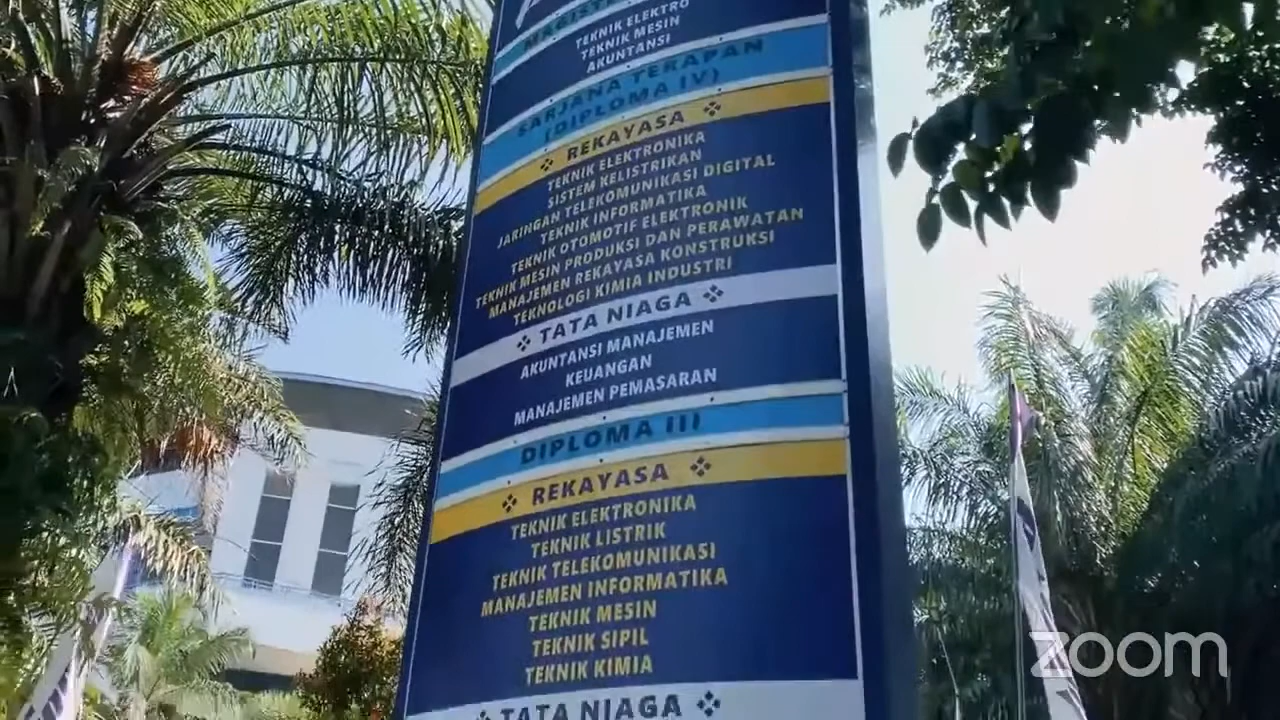 TEKNIK ELEKTRO
TEKNIK MESIN
AKUNTANSI
SARJANA TERAPAN
(DIPLOMA IV)
REKAYASA
TEKNIK ELEKTRONIKA
SISTEM KELISTRIKAN
JARINGAN TELEKOMUNIKASI DIGITAL
TEKNIK INFORMATIKA
TEKNIK OTOMOTIF ELEKTRONIK
TEKNIK MESIN PRODUKSI DAN PERAWATAN
MANAJEMEN REKAYASA KONSTRUKSI
TEKNOLOGI KIMIA INDUSTRI
TATA NIAGA
AKUNTANSI MANAJEMEN
KEUANGAN
MANAJEMEN PEMASARAN
DIPLOMA III
REKAYASA
TEKNIK ELEKTRONIKA
TEKNIK LISTRIK
TEKNIK TELEKOMUNIKASI
MANAJEMEN INFORMATIKA
TEKNIK MESIN
TEKNIK SIPIL
TEKNIK KIMIA
TATA NIAGA
zoom